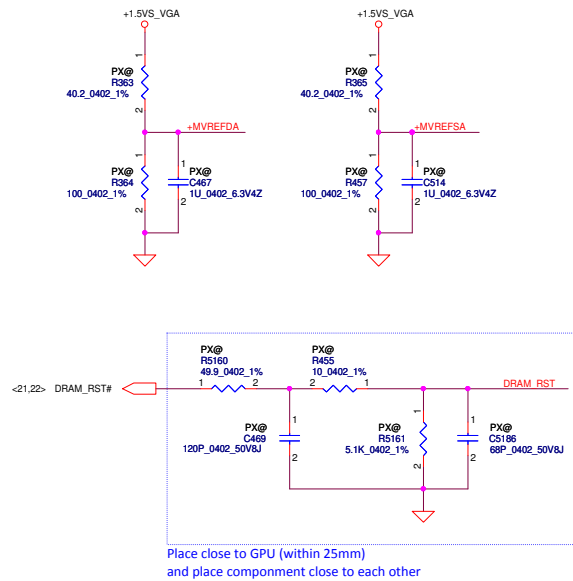 +1.5VS_VGA
1
PX@
R363
40.2_0402_1%
2
+MVREFDA
1
PX@
R364
100_0402_1%
2
1
PX@
C467
1U_0402_6.3V4Z
2
+1.5VS_VGA
1
PX@
R365
40.2_0402_1%
2
+MVREFSA
1
PX@
R457
100_0402_1%
2
1
PX@
C514
1U_0402_6.3V4Z
2
<21,22> DRAM_RST#
PX@
R5160
49.9_0402_1%
1 2
PX@
R455
10_0402_1%
2 1
DRAM_RST
PX@
C469
120P_0402_50V8J
1
2
PX@
R5161
5.1K_0402_1%
1
2
1
PX@
C5186
68P_0402_50V8J
2
Place close to GPU (within 25mm)
and place componment close to each other